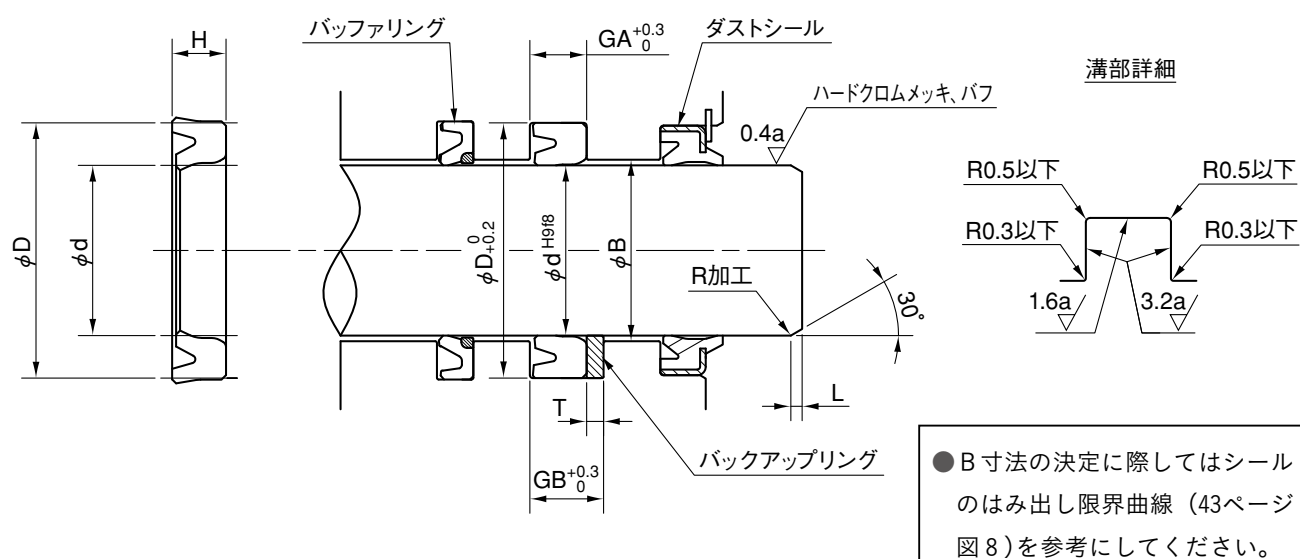 H
バッファリング
GA+0.3 0
ダストシール
溝部詳細
ハードクロムメッキ、バフ
0.4a
R0.5以下
R0.5以下
R0.3以下
R0.3以下
1.6a
3.2a
φD
φd
φD 0 +0.2
φd H9f8
φB
R加工
30°
T
L
バックアップリング
GB+0.3 0
●B寸法の決定に際してはシール
のはみ出し限界曲線（43ページ
図8）を参考にしてください。